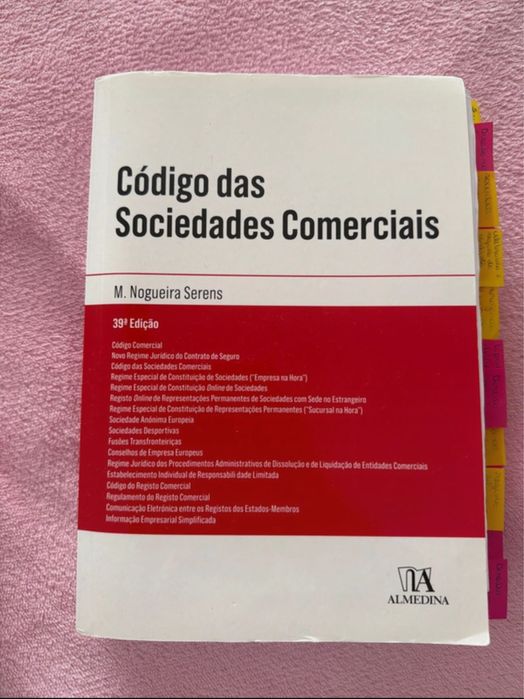 Código das
Sociedades Comerciais
M. Nogueira Serens
39ª Edição
Código Comercial
Novo Regime Jurídico do Contrato de Seguro
Código das Sociedades Comerciais
Regime Especial de Constituição de Sociedades ("Empresa na Hora")
Regime Especial de Constituição Online de Sociedades
Registo Online de Representações Permanentes de Sociedades com Sede no Estrangeiro
Regime Especial de Constituição de Representações Permanentes ("Sucursal na Hora")
Sociedade Anónima Europeia
Sociedades Desportivas
Fusões Transfronteiriças
Conselhos de Empresa Europeus
Regime Jurídico dos Procedimentos Administrativos de Dissolução e de Liquidação de Entidades Comerciais
Estabelecimento Individual de Responsabili dade Limitada
Código do Registo Comercial
Regulamento do Registo Comercial
Comunicação Eletrónica entre os Registos dos Estados-Membros
Informação Empresarial Simplificada
ALMEDINA